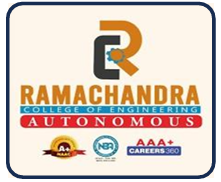 RAMACHANDRA
COLLEGE OF ENGINEERING
AUTONOMOUS
A+
NAAC
NBA
AAA+
CAREERS360